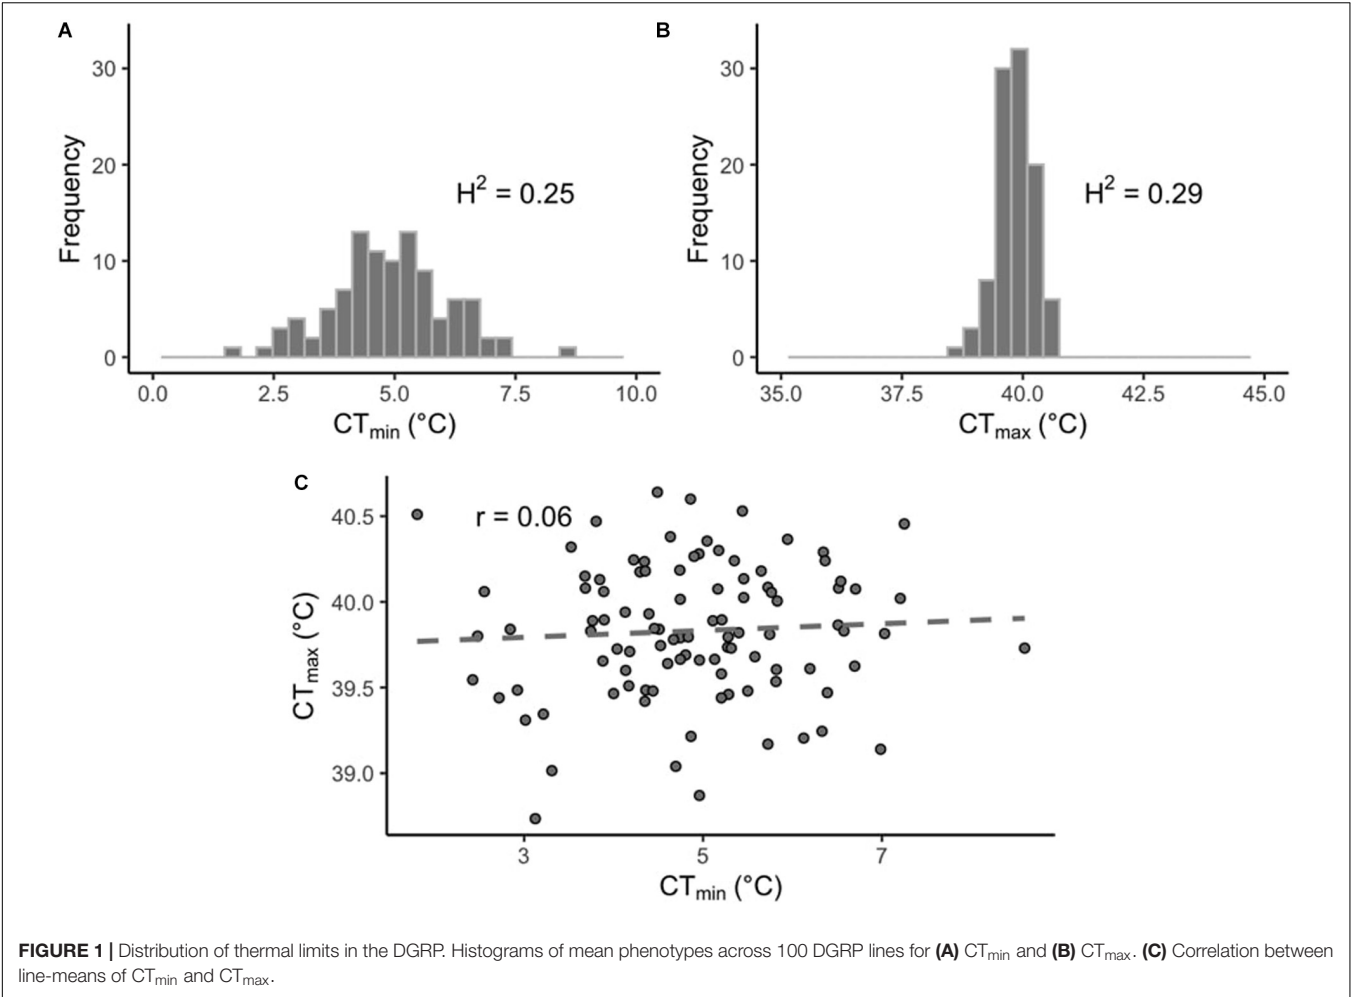 A
B
30
20
10
0
Frequency
H² = 0.25
0.0 2.5 5.0 7.5 10.0
CTmin (°C)
30
20
10
0
Frequency
H² = 0.29
35.0 37.5 40.0 42.5 45.0
CTmax (°C)
C
r = 0.06
40.5
40.0
39.5
39.0
CTmax (°C)
3 5 7
CTmin (°C)
FIGURE 1 | Distribution of thermal limits in the DGRP. Histograms of mean phenotypes across 100 DGRP lines for (A) CTmin and (B) CTmax. (C) Correlation between
line-means of CTmin and CTmax.